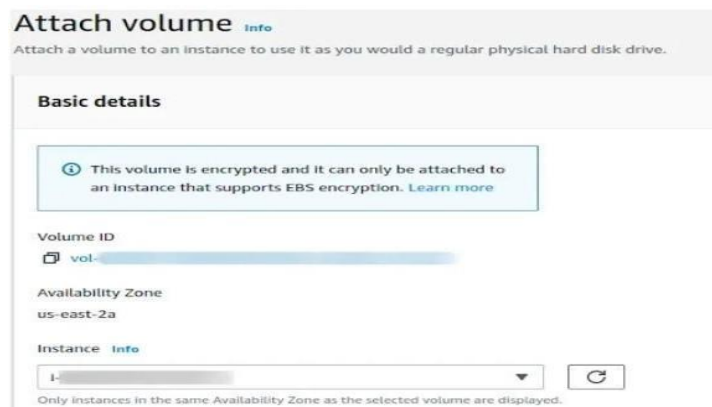 Attach volume Info
Attach a volume to an instance to use it as you would a regular physical hard disk drive.
Basic details
This volume is encrypted and it can only be attached to
an instance that supports EBS encryption. Learn more
Volume ID
vol-
Availability Zone
us-east-2a
Instance Info
i-
Only instances in the same Availability Zone as the selected volume are displayed.